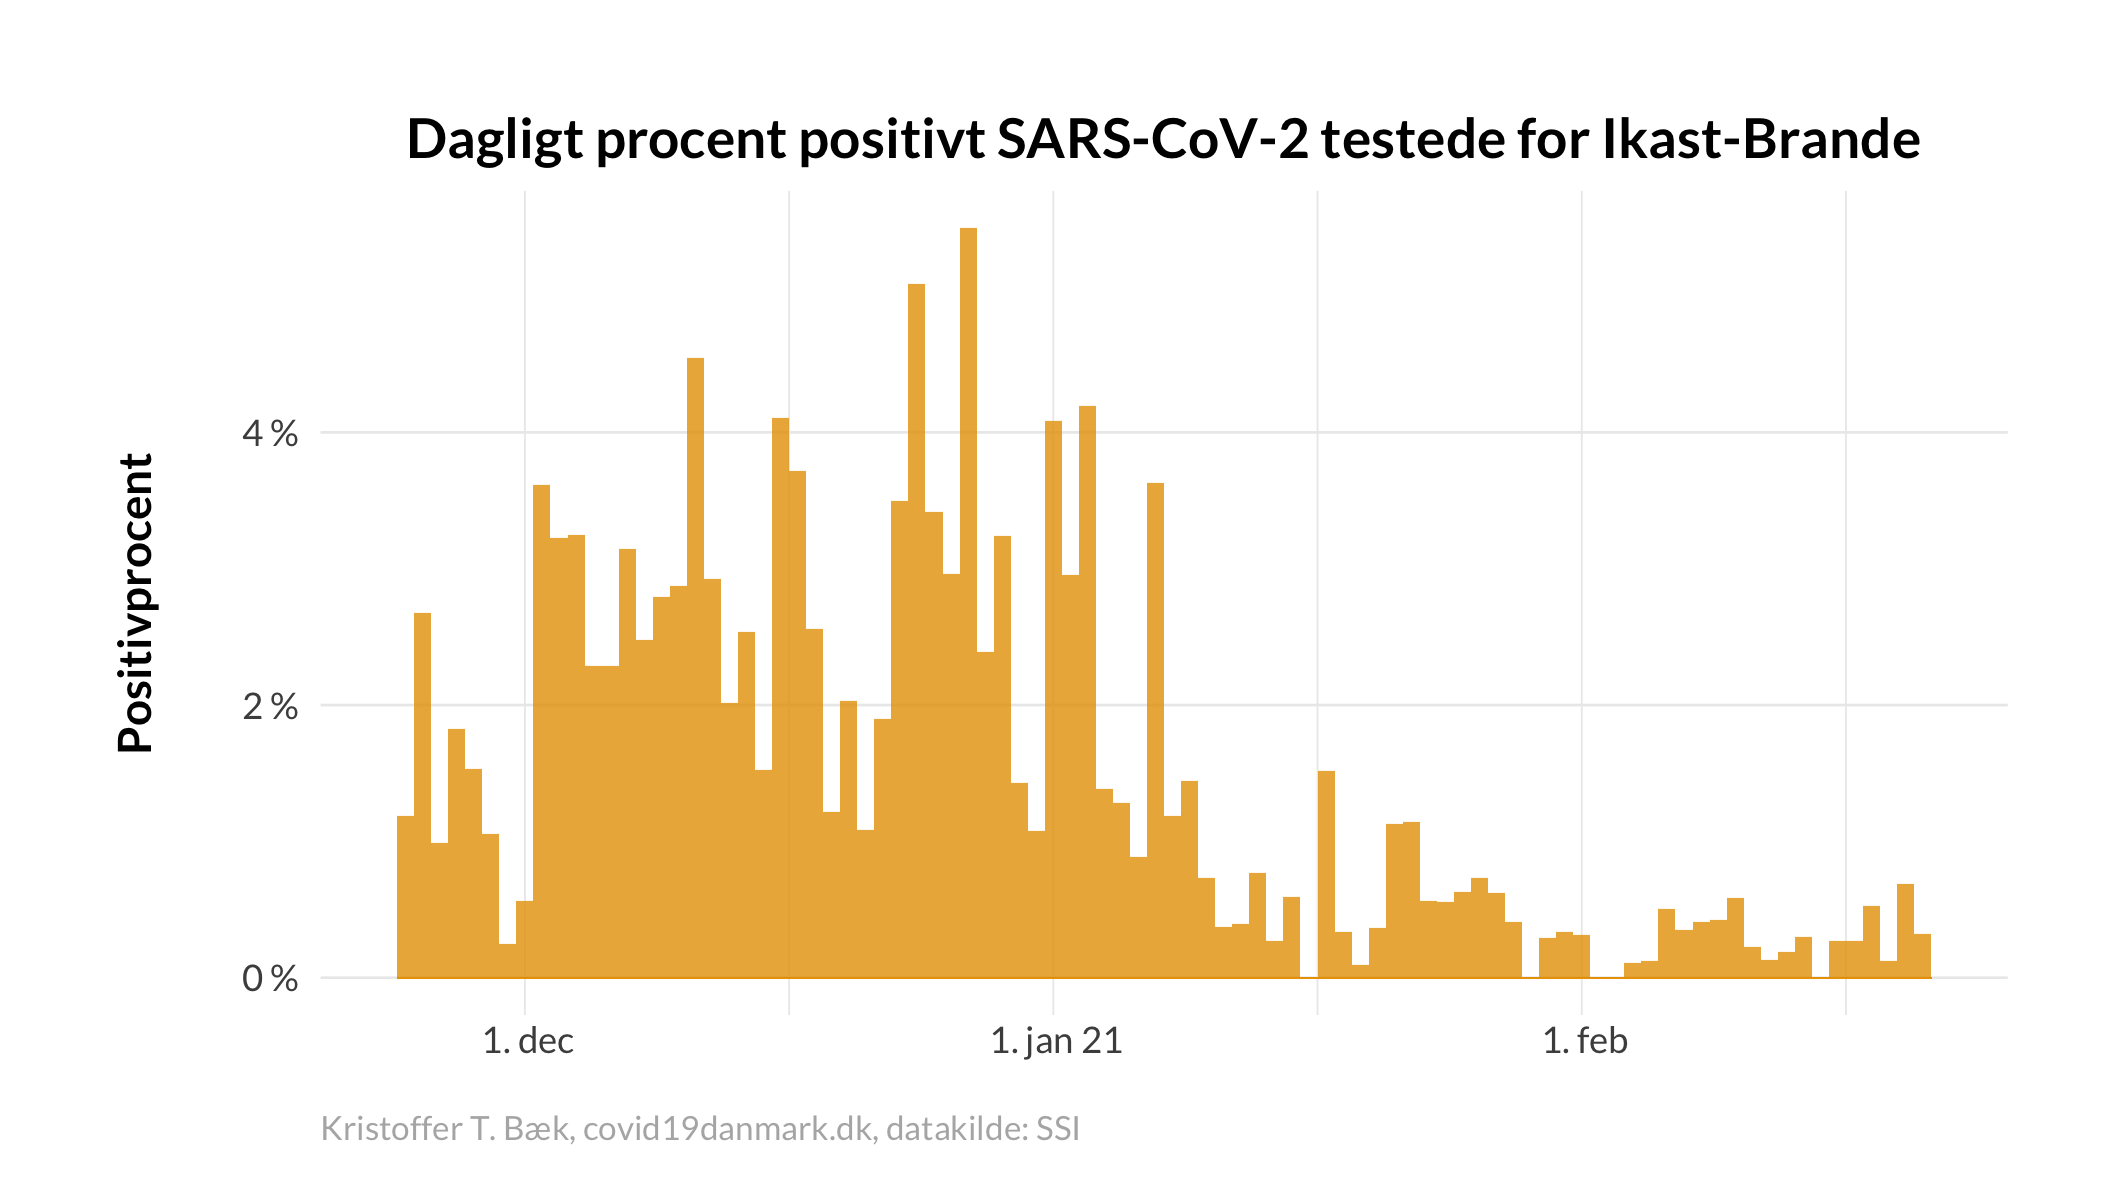 Dagligt procent positivt SARS-CoV-2 testede for Ikast-Brande
Positivprocent
4 %
2 %
0 %
1. dec
1. jan 21
1. feb
Kristoffer T. Bæk, covid19danmark.dk, datakilde: SSI